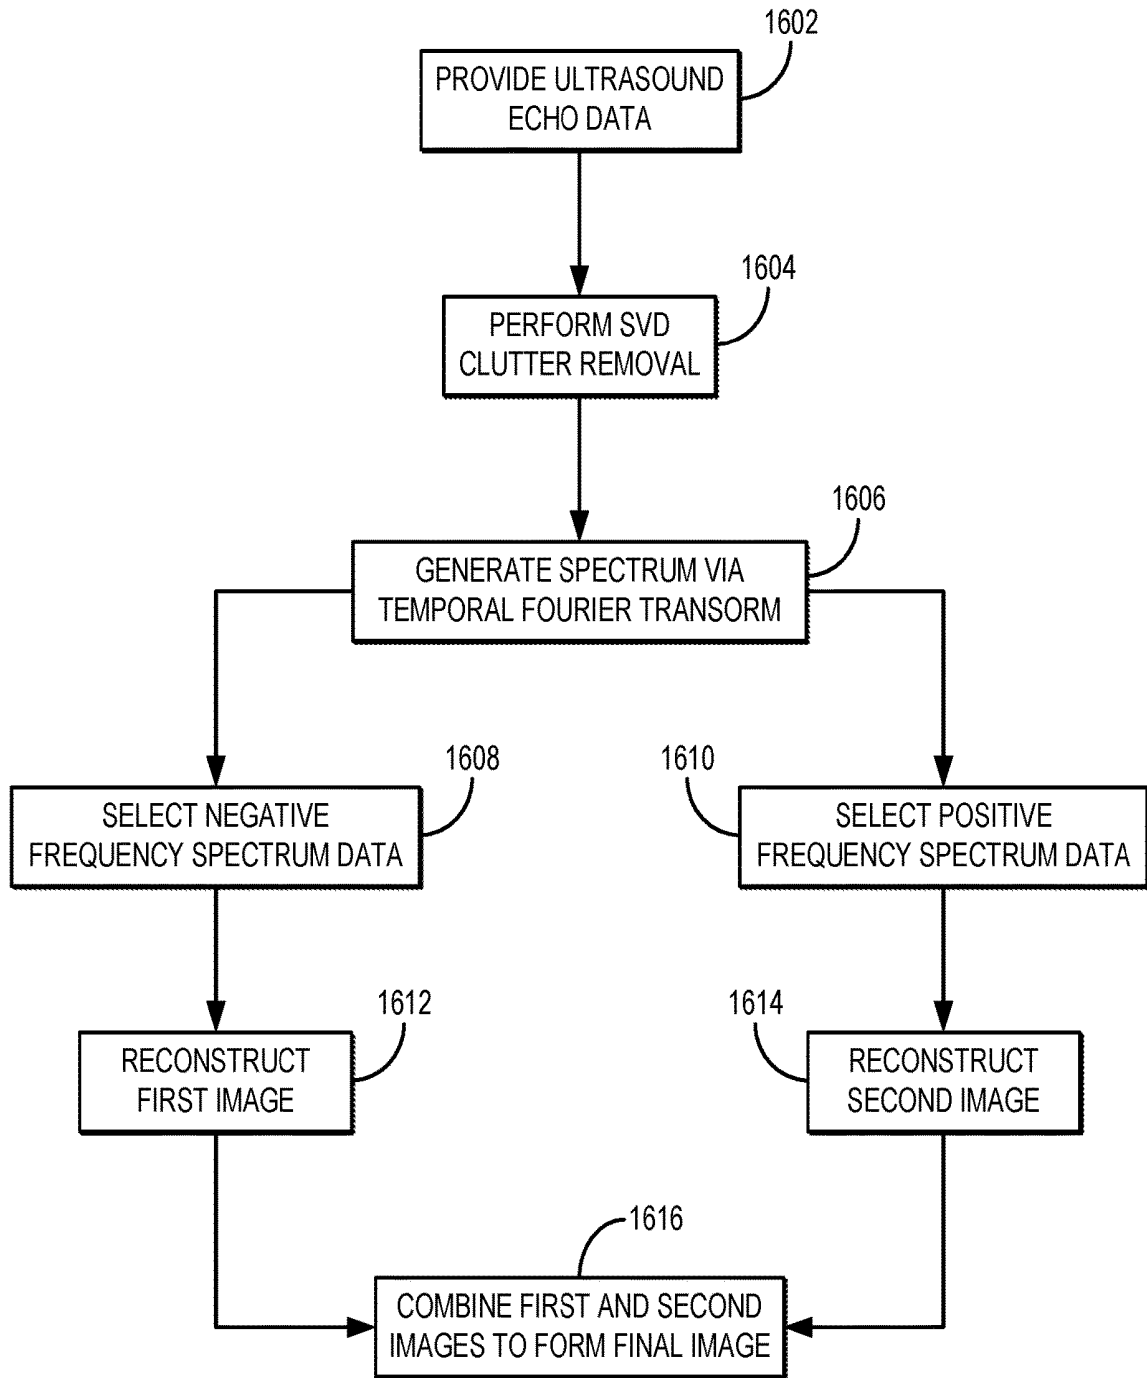 1602
PROVIDE ULTRASOUND
ECHO DATA
1604
PERFORM SVD
CLUTTER REMOVAL
1606
GENERATE SPECTRUM VIA
TEMPORAL FOURIER TRANSORM
1608
SELECT NEGATIVE
FREQUENCY SPECTRUM DATA
1610
SELECT POSITIVE
FREQUENCY SPECTRUM DATA
1612
RECONSTRUCT
FIRST IMAGE
1614
RECONSTRUCT
SECOND IMAGE
1616
COMBINE FIRST AND SECOND
IMAGES TO FORM FINAL IMAGE